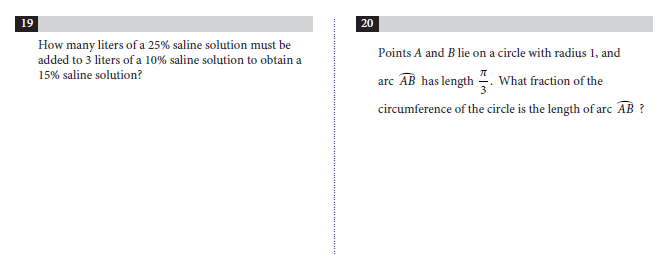 19
How many liters of a 25% saline solution must be
added to 3 liters of a 10% saline solution to obtain a
15% saline solution?
20
Points A and B lie on a circle with radius 1, and
arc A͡B has length π/3. What fraction of the
circumference of the circle is the length of arc A͡B ?